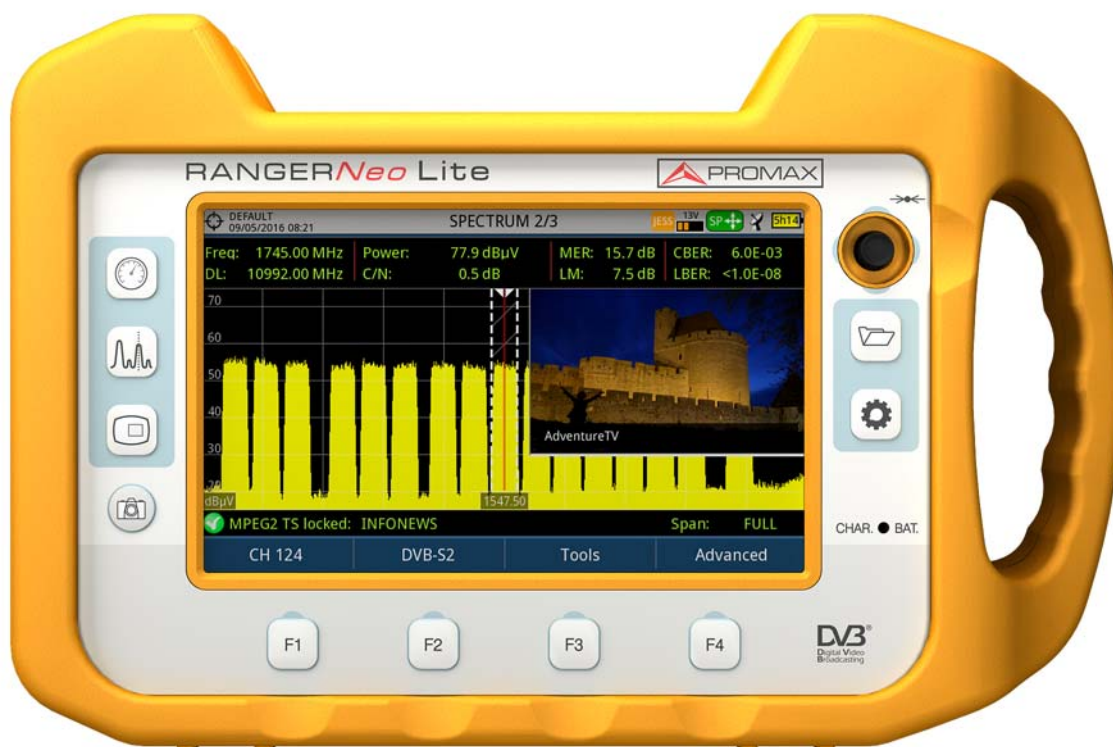 RANGERNeo Lite
PROMAX
DEFAULT
09/05/2016 08:21
SPECTRUM 2/3
JESS
13V
SP
5h14
Freq: 1745.00 MHz Power: 77.9 dBµV MER: 15.7 dB CBER: 6.0E-03
DL: 10992.00 MHz C/N: 0.5 dB LM: 7.5 dB LBER: <1.0E-08
70
60
50
40
30
20
dBµV
1547.50
AdventureTV
MPEG2 TS locked: INFONEWS Span: FULL
CH 124 DVB-S2 Tools Advanced
CHAR. BAT.
F1 F2 F3 F4
DVB®
Digital Video
Broadcasting